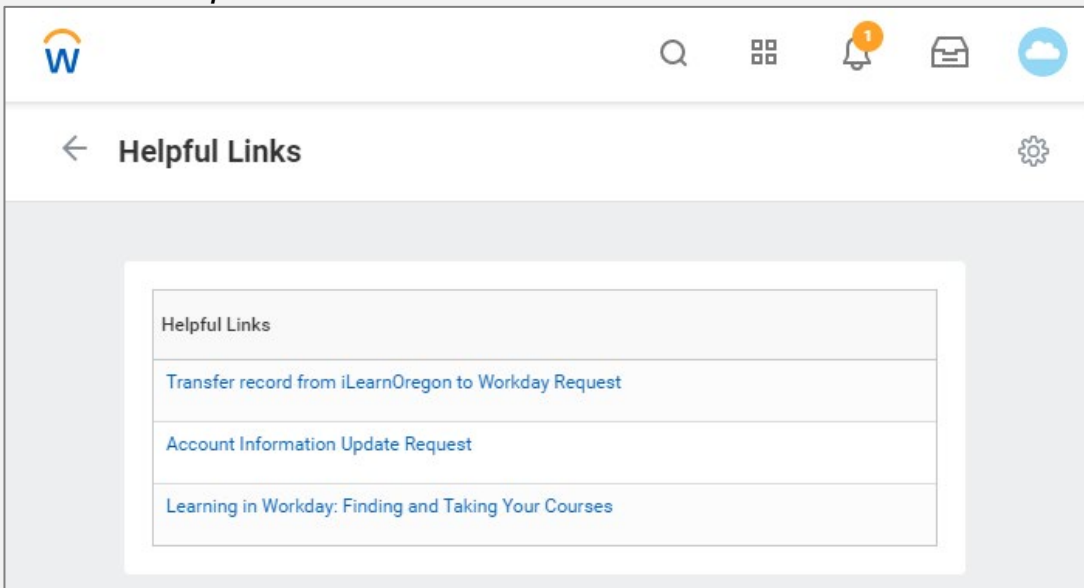 W
1
Helpful Links
Helpful Links
Transfer record from iLearnOregon to Workday Request
Account Information Update Request
Learning in Workday: Finding and Taking Your Courses